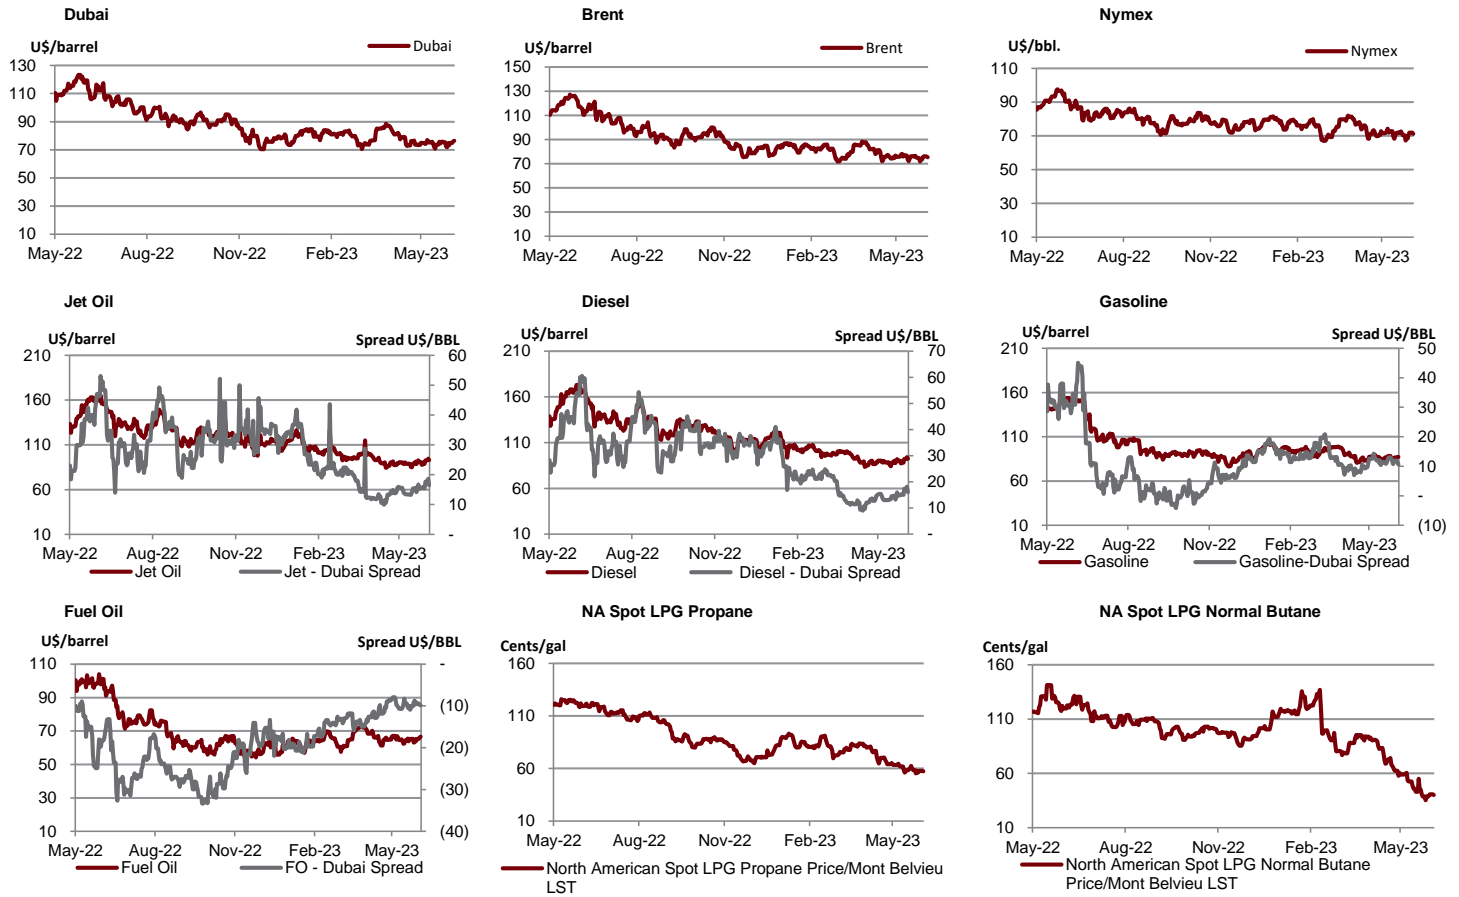 Dubai
U$/barrel
Dubai
130
110
90
70
50
30
10
May-22 Aug-22 Nov-22 Feb-23 May-23
Brent
U$/barrel
Brent
150
130
110
90
70
50
30
10
May-22 Aug-22 Nov-22 Feb-23 May-23
Nymex
U$/bbl.
Nymex
110
90
70
50
30
10
May-22 Aug-22 Nov-22 Feb-23 May-23
Jet Oil
U$/barrel Spread U$/BBL
210
160
110
60
10
60
50
40
30
20
10
-
May-22 Aug-22 Nov-22 Feb-23 May-23
Jet Oil Jet - Dubai Spread
Diesel
U$/barrel Spread U$/BBL
210
160
110
60
10
70
60
50
40
30
20
10
-
May-22 Aug-22 Nov-22 Feb-23 May-23
Diesel Diesel - Dubai Spread
Gasoline
U$/barrel Spread U$/BBL
210
160
110
60
10
50
40
30
20
10
-
(10)
May-22 Aug-22 Nov-22 Feb-23 May-23
Gasoline Gasoline-Dubai Spread
Fuel Oil
U$/barrel Spread U$/BBL
110
90
70
50
30
10
-
(10)
(20)
(30)
(40)
May-22 Aug-22 Nov-22 Feb-23 May-23
Fuel Oil FO - Dubai Spread
NA Spot LPG Propane
Cents/gal
160
110
60
10
May-22 Aug-22 Nov-22 Feb-23 May-23
North American Spot LPG Propane Price/Mont Belvieu
LST
NA Spot LPG Normal Butane
Cents/gal
160
110
60
10
May-22 Aug-22 Nov-22 Feb-23 May-23
North American Spot LPG Normal Butane
Price/Mont Belvieu LST